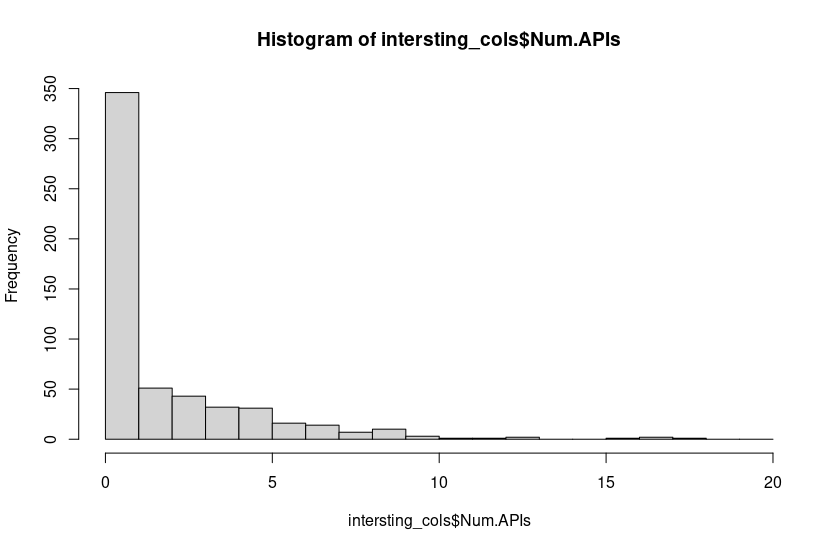 Histogram of intersting_cols$Num.APIs
350
300
250
200
150
100
50
0
Frequency
0 5 10 15 20
intersting_cols$Num.APIs